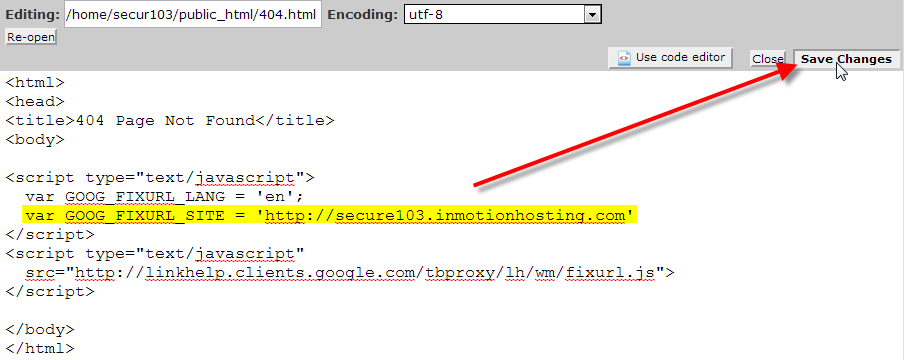 Editing: /home/secur103/public_html/404.html Encoding: utf-8
Re-open
Use code editor Close Save Changes
<html>
<head>
<title>404 Page Not Found</title>
<body>
<script type="text/javascript">
  var GOOG_FIXURL_LANG = 'en';
  var GOOG_FIXURL_SITE = 'http://secure103.inmotionhosting.com'
</script>
<script type="text/javascript"
  src="http://linkhelp.clients.google.com/tbproxy/lh/wm/fixurl.js">
</script>
</body>
</html>